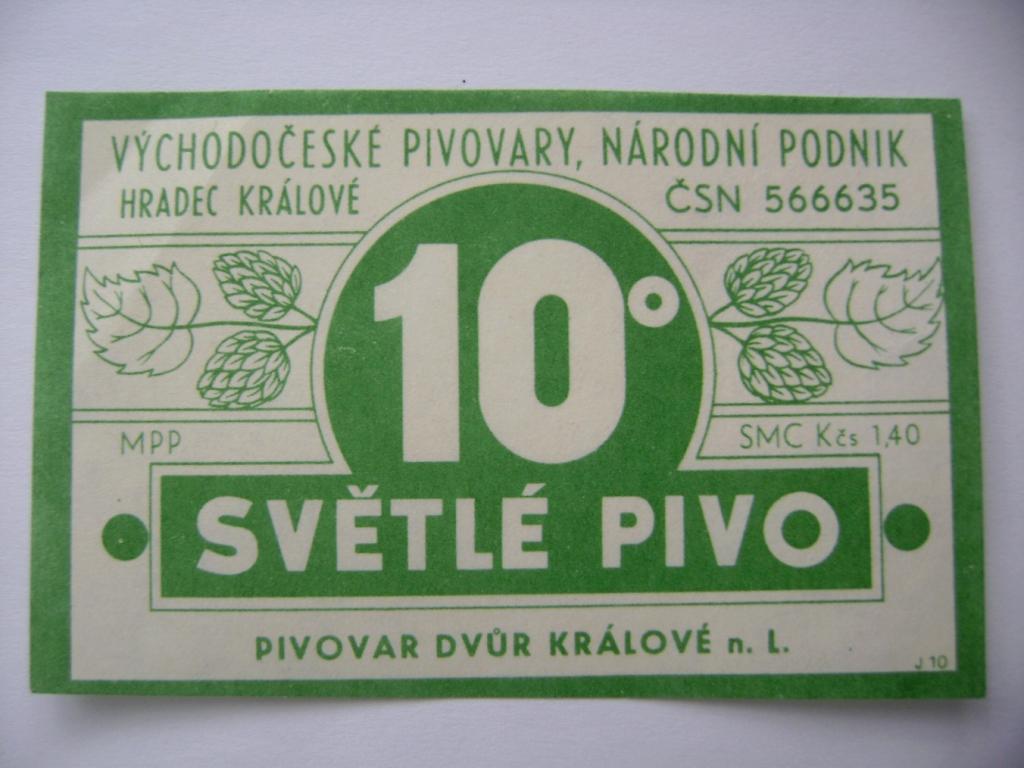 VÝCHODOČESKÉ PIVOVARY, NÁRODNÍ PODNIK
HRADEC KRÁLOVÉ ČSN 566635
10°
MPP SMC Kčs 1,40
SVĚTLÉ PIVO
PIVOVAR DVŮR KRÁLOVÉ n. L.
J 10